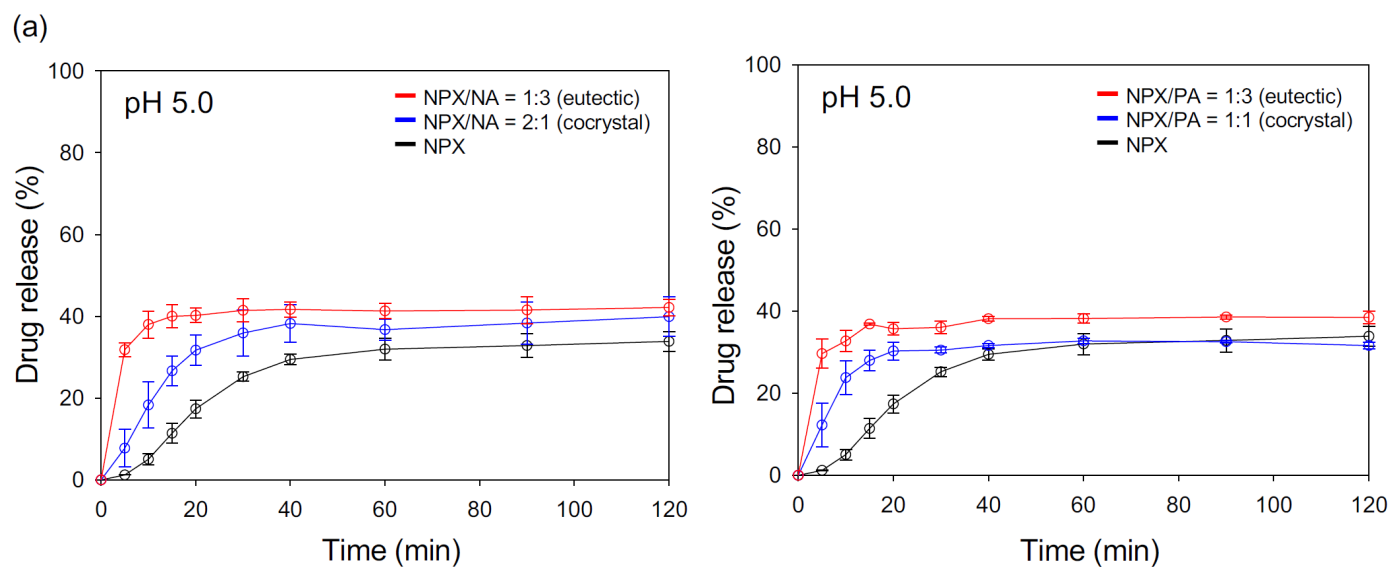 (a)
pH 5.0
NPX/NA = 1:3 (eutectic)
NPX/NA = 2:1 (cocrystal)
NPX
Drug release (%)
100
80
60
40
20
0
0 20 40 60 80 100 120
Time (min)
pH 5.0
NPX/PA = 1:3 (eutectic)
NPX/PA = 1:1 (cocrystal)
NPX
Drug release (%)
100
80
60
40
20
0
0 20 40 60 80 100 120
Time (min)